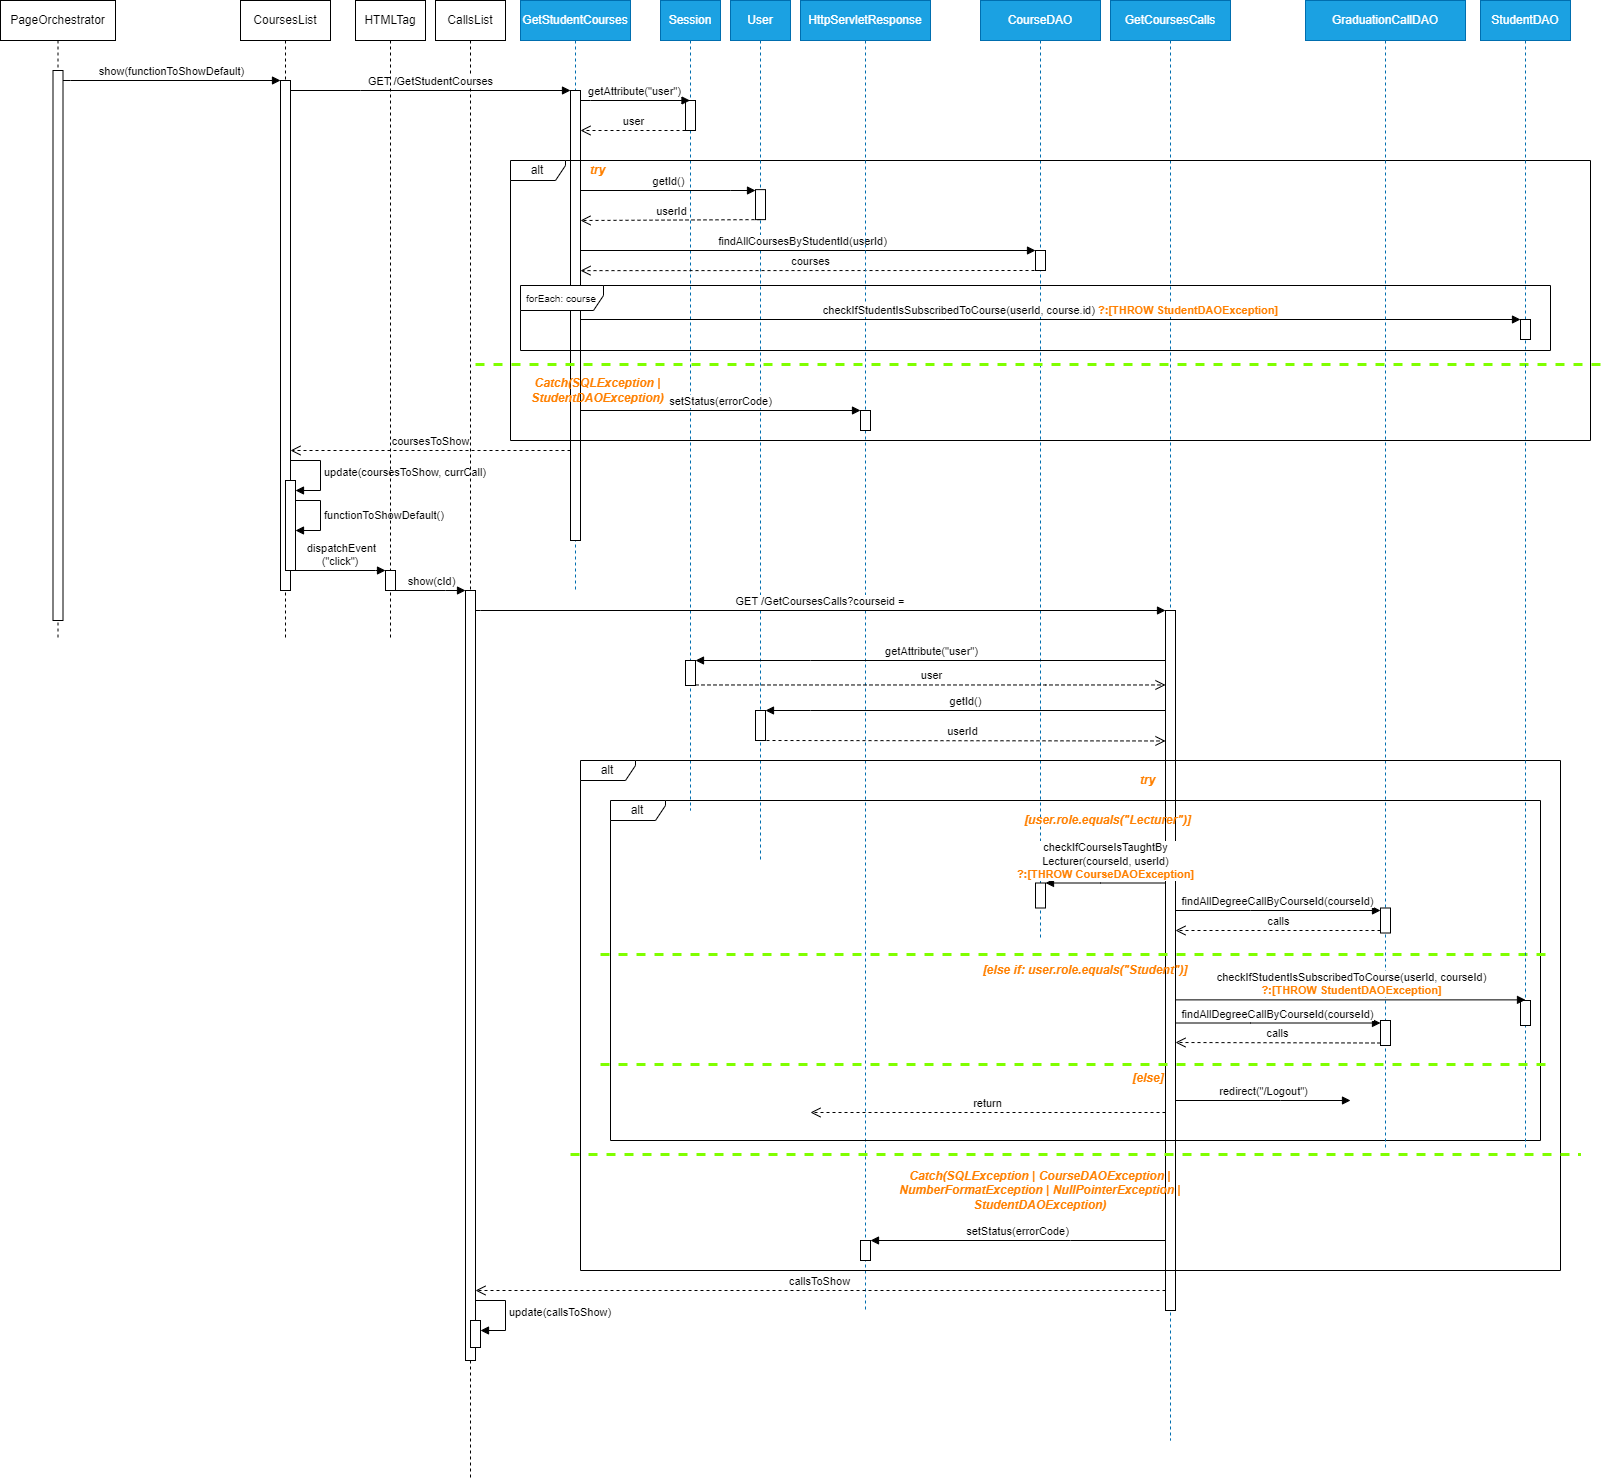 PageOrchestrator
CoursesList
HTMLTag
CallsList
GetStudentCourses
Session
User
HttpServletResponse
CourseDAO
GetCoursesCalls
GraduationCallDAO
StudentDAO
show(functionToShowDefault)
GET /GetStudentCourses
getAttribute("user")
user
alt
try
getId()
userId
findAllCoursesByStudentId(userId)
courses
forEach: course
checkIfStudentIsSubscribedToCourse(userId, course.id) ?:[THROW StudentDAOException]
Catch(SQLException |
StudentDAOException)
setStatus(errorCode)
coursesToShow
update(coursesToShow, currCall)
functionToShowDefault()
dispatchEvent
("click")
show(cId)
GET /GetCoursesCalls?courseid =
getAttribute("user")
user
getId()
userId
alt
try
alt
[user.role.equals("Lecturer")]
checkIfCourseIsTaughtBy
Lecturer(courseId, userId)
?:[THROW CourseDAOException]
findAllDegreeCallByCourseId(courseId)
calls
[else if: user.role.equals("Student")]
checkIfStudentIsSubscribedToCourse(userId, courseId)
?:[THROW StudentDAOException]
findAllDegreeCallByCourseId(courseId)
calls
[else]
redirect("/Logout")
return
Catch(SQLException | CourseDAOException |
NumberFormatException | NullPointerException |
StudentDAOException)
setStatus(errorCode)
callsToShow
update(callsToShow)